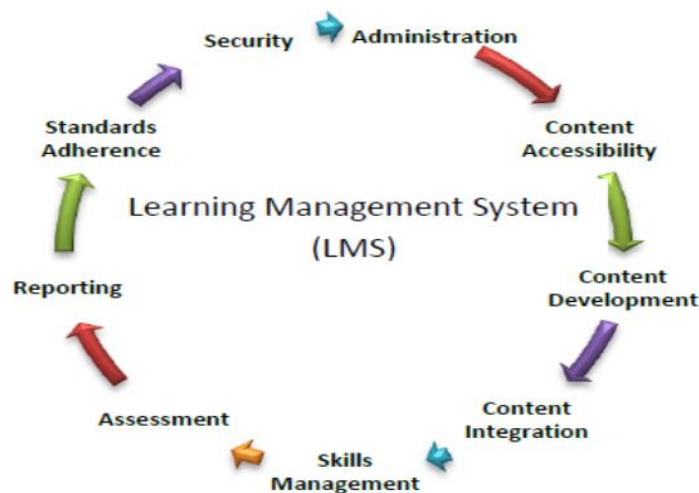 Security
Administration
Content
Accessibility
Content
Development
Content
Integration
Skills
Management
Assessment
Reporting
Standards
Adherence
Learning Management System
(LMS)